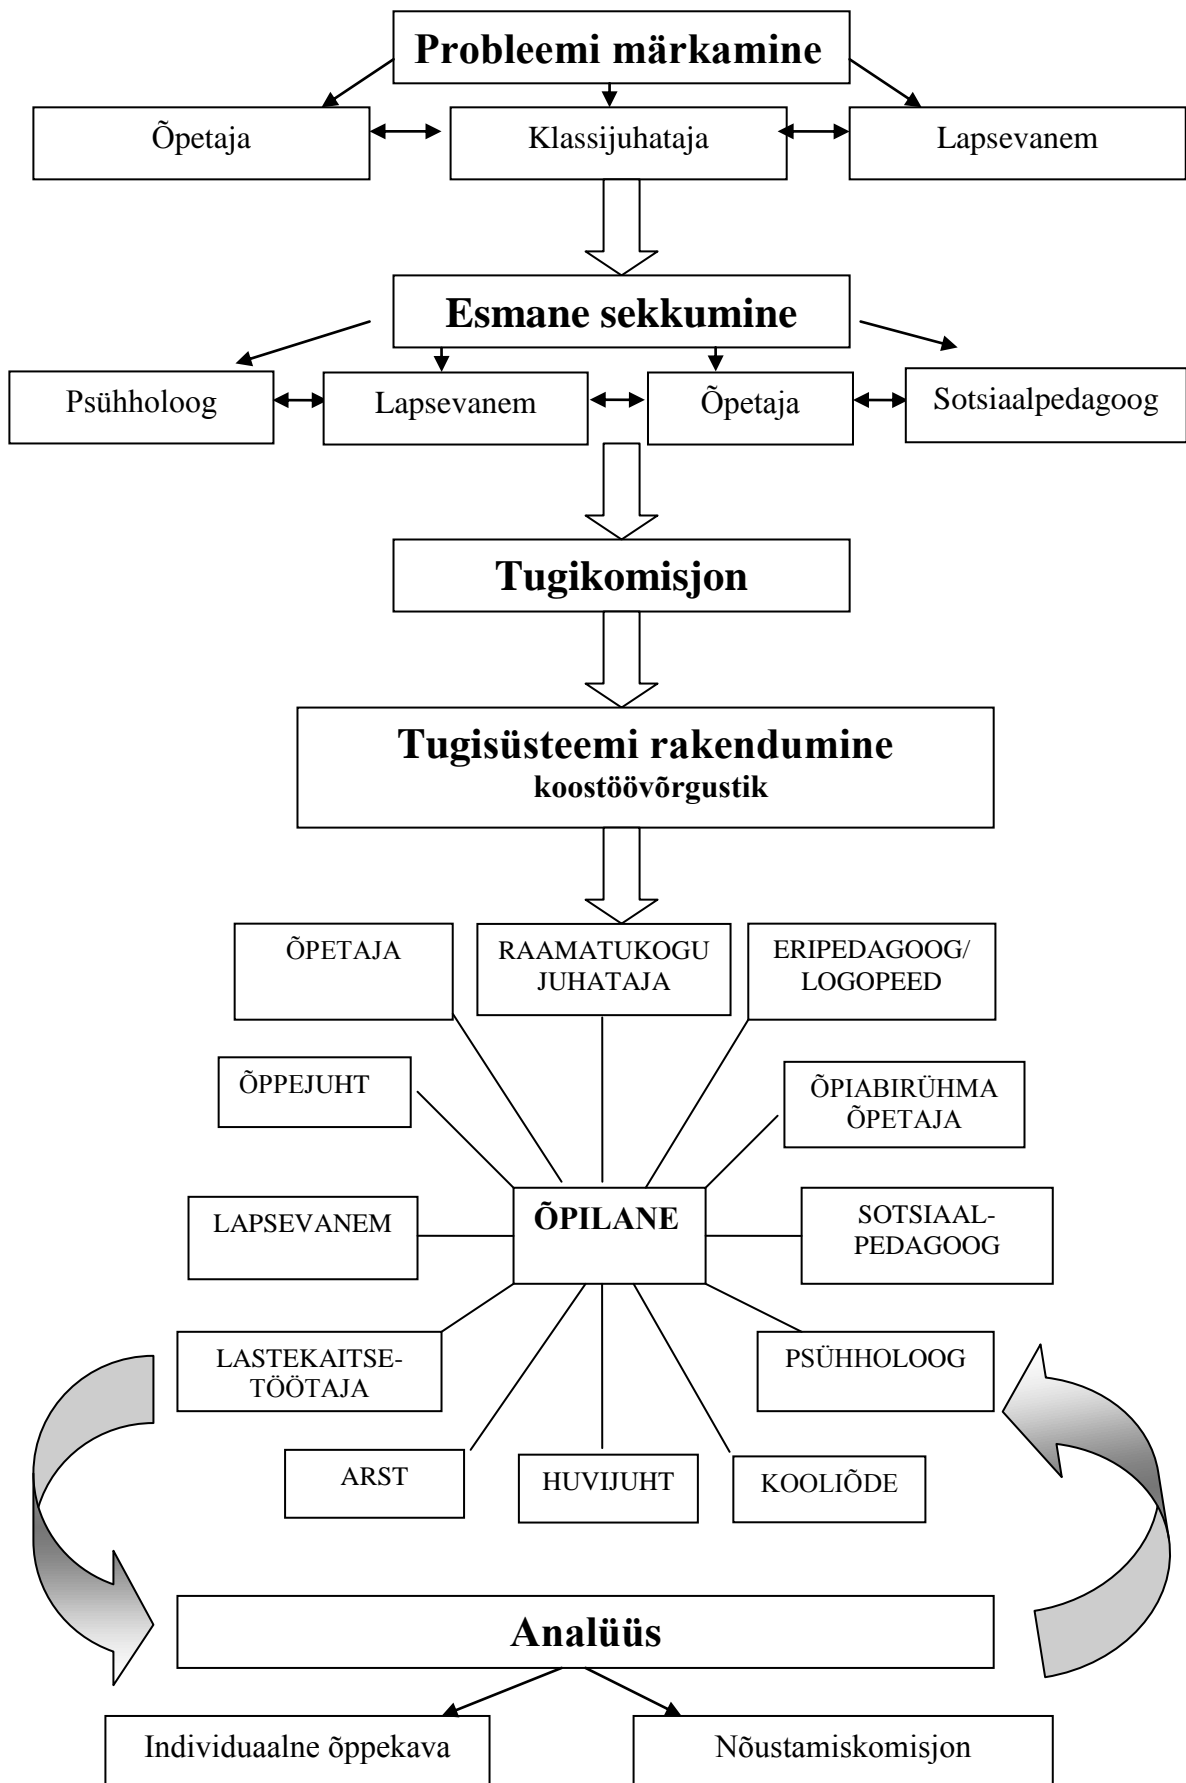 Probleemi märkamine
Õpetaja
Klassijuhataja
Lapsevanem
Esmane sekkumine
Psühholoog
Lapsevanem
Õpetaja
Sotsiaalpedagoog
Tugikomisjon
Tugisüsteemi rakendumine
koostöövõrgustik
ÕPETAJA
RAAMATUKOGU
JUHATAJA
ERIPEDAGOOG/
LOGOPEED
ÕPPEJUHT
ÕPIABIRÜHMA
ÕPETAJA
LAPSEVANEM
ÕPILANE
SOTSIAAL-
PEDAGOOG
LASTEKAITSE-
TÖÖTAJA
PSÜHHOLOOG
ARST
HUVIJUHT
KOOLIÕDE
Analüüs
Individuaalne õppekava
Nõustamiskomisjon